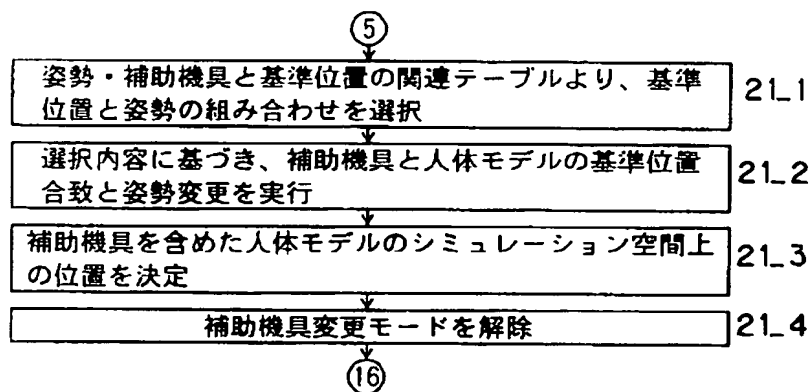 ⑤
姿勢・補助機具と基準位置の関連テーブルより、基準
位置と姿勢の組み合わせを選択
21_1
選択内容に基づき、補助機具と人体モデルの基準位置
合致と姿勢変更を実行
21_2
補助機具を含めた人体モデルのシミュレーション空間上
の位置を決定
21_3
補助機具変更モードを解除
21_4
⑯